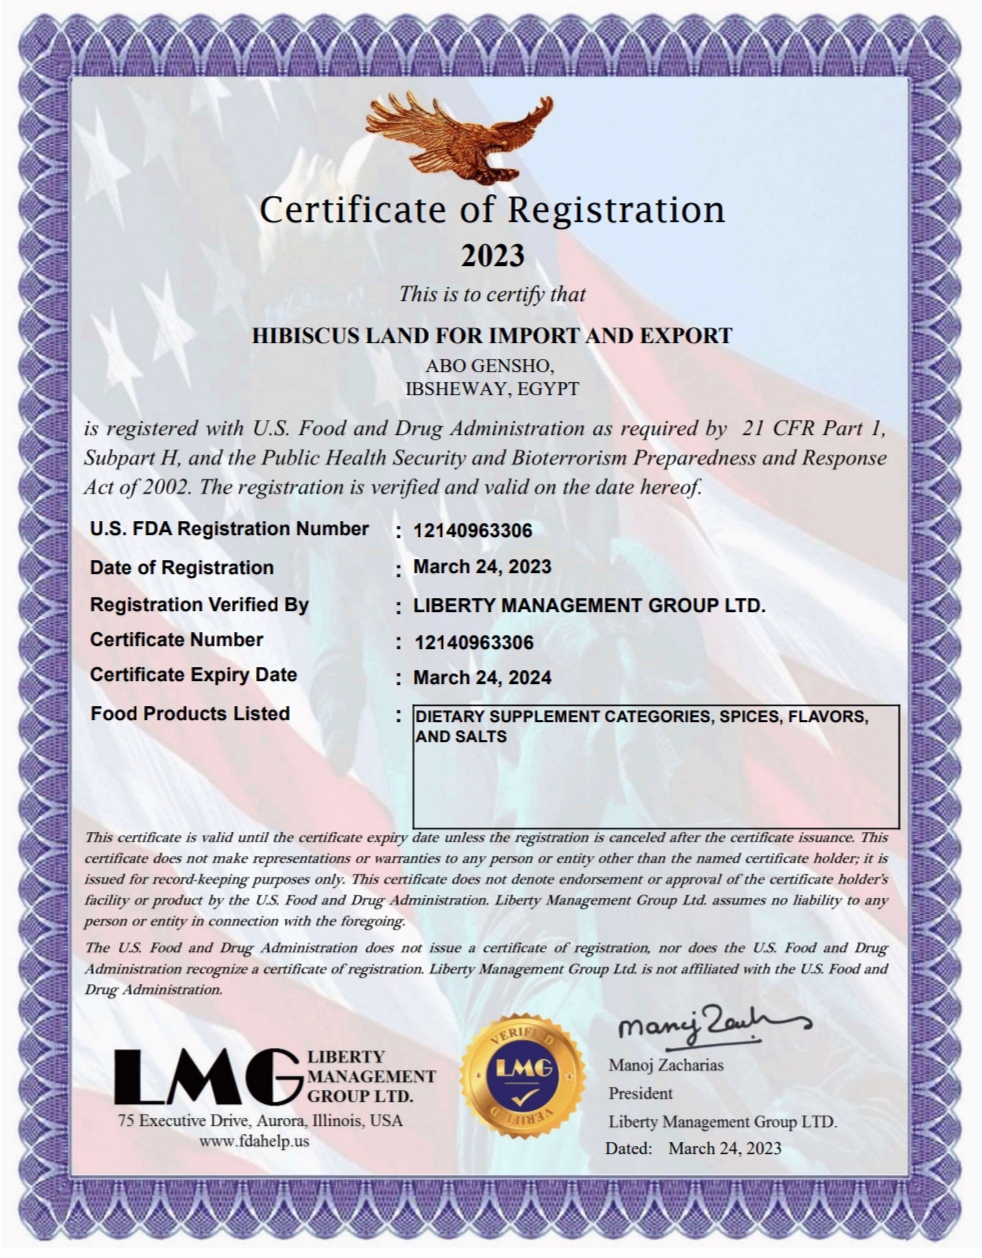 Certificate of Registration
2023
This is to certify that
HIBISCUS LAND FOR IMPORT AND EXPORT
ABO GENSHO,
IBSHEWAY, EGYPT
is registered with U.S. Food and Drug Administration as required by 21 CFR Part 1,
Subpart H, and the Public Health Security and Bioterrorism Preparedness and Response
Act of 2002. The registration is verified and valid on the date hereof.
U.S. FDA Registration Number : 12140963306
Date of Registration : March 24, 2023
Registration Verified By : LIBERTY MANAGEMENT GROUP LTD.
Certificate Number : 12140963306
Certificate Expiry Date : March 24, 2024
Food Products Listed : DIETARY SUPPLEMENT CATEGORIES, SPICES, FLAVORS,
AND SALTS
This certificate is valid until the certificate expiry date unless the registration is canceled after the certificate issuance. This
certificate does not make representations or warranties to any person or entity other than the named certificate holder; it is
issued for record-keeping purposes only. This certificate does not denote endorsement or approval of the certificate holder's
facility or product by the U.S. Food and Drug Administration. Liberty Management Group Ltd. assumes no liability to any
person or entity in connection with the foregoing.
The U.S. Food and Drug Administration does not issue a certificate of registration, nor does the U.S. Food and Drug
Administration recognize a certificate of registration. Liberty Management Group Ltd. is not affiliated with the U.S. Food and
Drug Administration.
LMG LIBERTY
MANAGEMENT
GROUP LTD.
75 Executive Drive, Aurora, Illinois, USA
www.fdahelp.us
VERIFIED
LMG
VERIFIED
Manoj Zacharias
President
Liberty Management Group LTD.
Dated: March 24, 2023